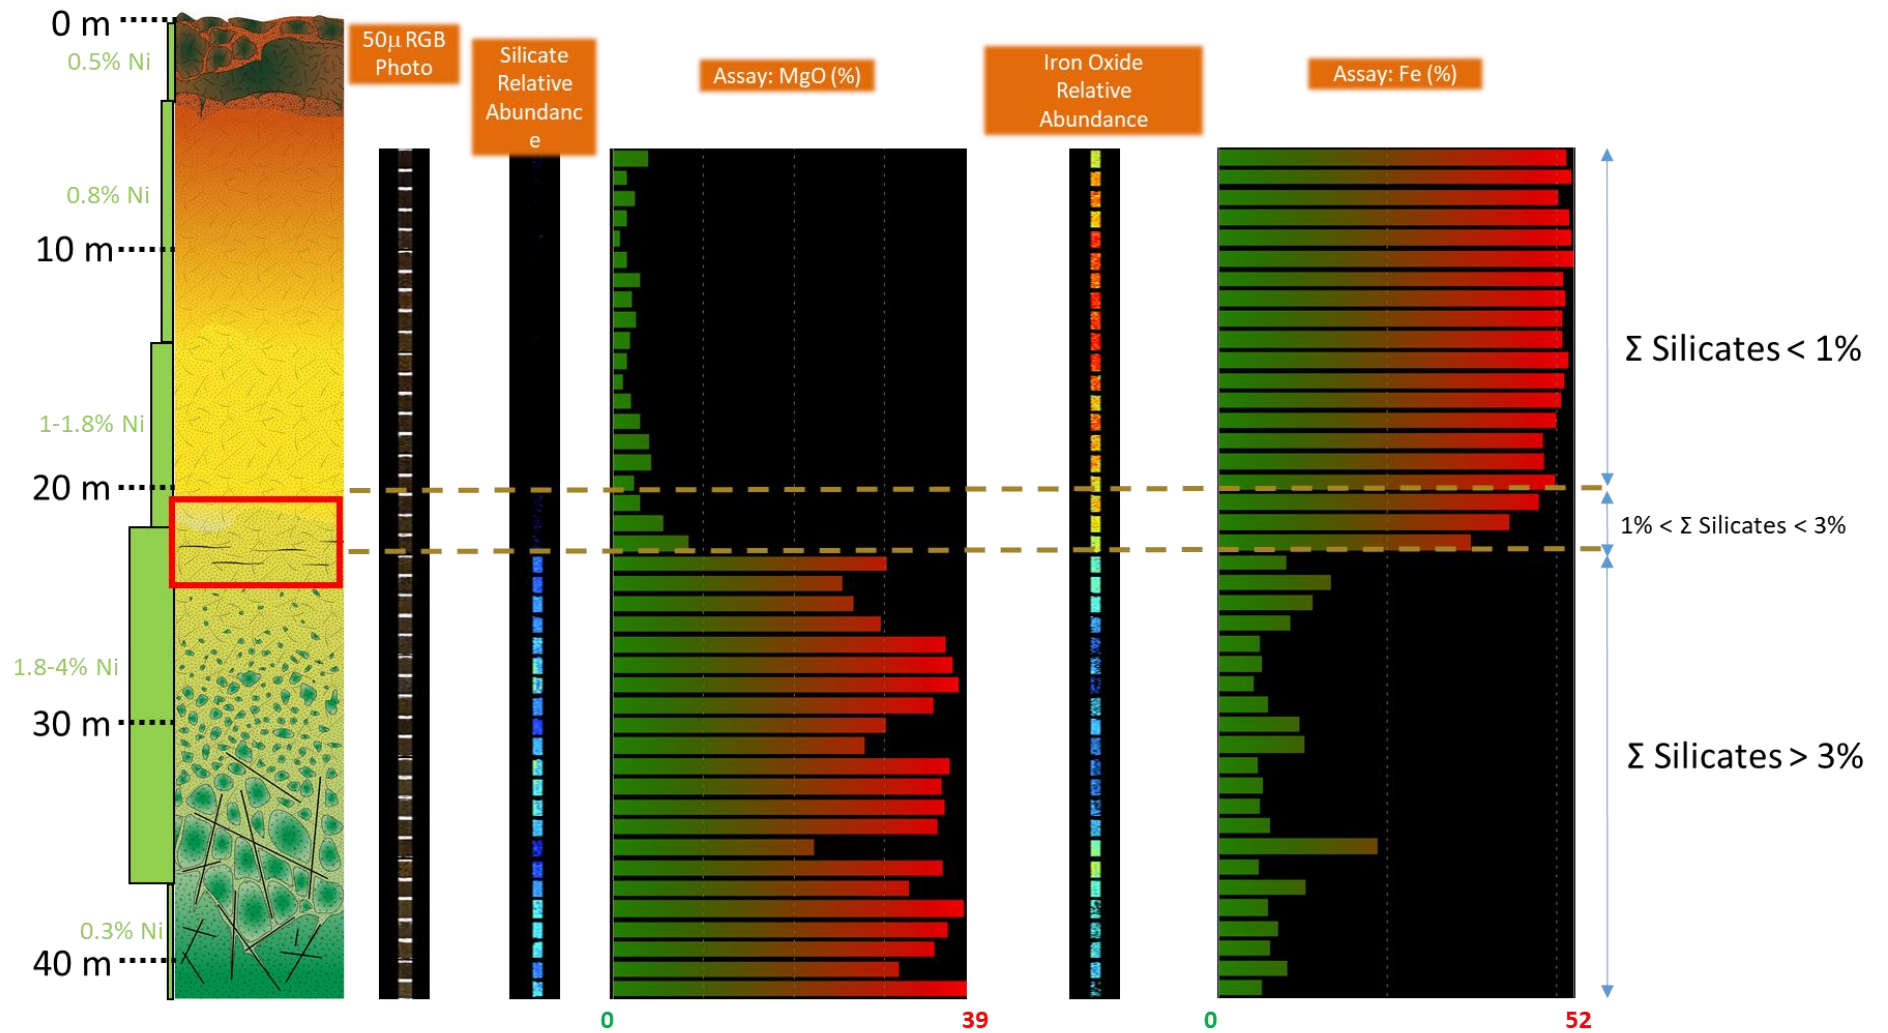 0 m
0.5% Ni
0.8% Ni
10 m
1-1.8% Ni
20 m
1.8-4% Ni
30 m
0.3% Ni
40 m
50µ RGB
Photo
Silicate
Relative
Abundanc
e
Assay: MgO (%)
Iron Oxide
Relative
Abundance
Assay: Fe (%)
Σ Silicates < 1%
1% < Σ Silicates < 3%
Σ Silicates > 3%
0
39
0
52